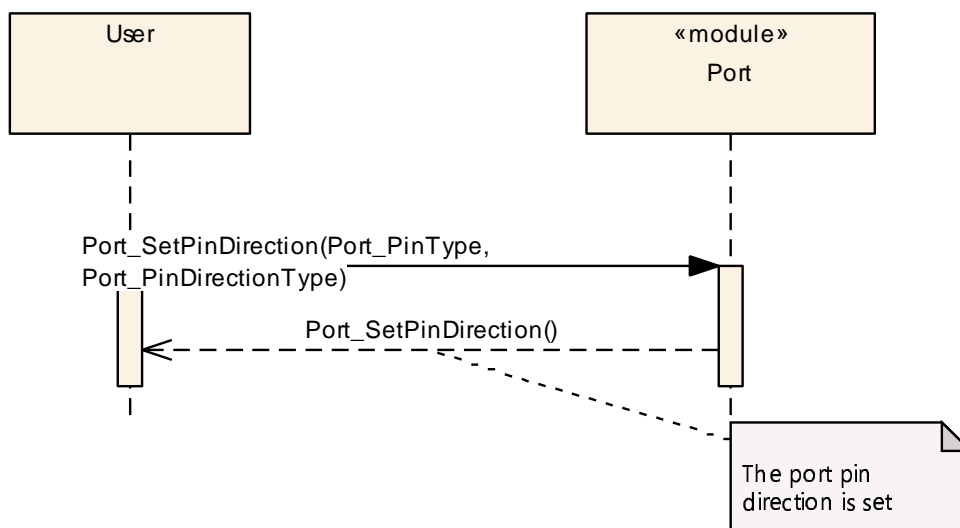 User
«module»
Port
Port_SetPinDirection(Port_PinType,
Port_PinDirectionType)
Port_SetPinDirection()
The port pin
direction is set